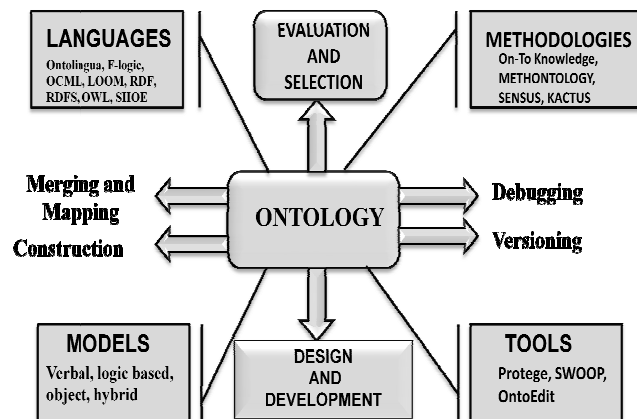 LANGUAGES
Ontolingua, F-logic,
OCML, LOOM, RDF,
RDFS, OWL, SHOE
EVALUATION
AND
SELECTION
METHODOLOGIES
On-To Knowledge,
METHONTOLOGY,
SENSUS, KACTUS
Merging and
Mapping
Construction
ONTOLOGY
Debugging
Versioning
MODELS
Verbal, logic based,
object, hybrid
DESIGN
AND
DEVELOPMENT
TOOLS
Protege, SWOOP,
OntoEdit